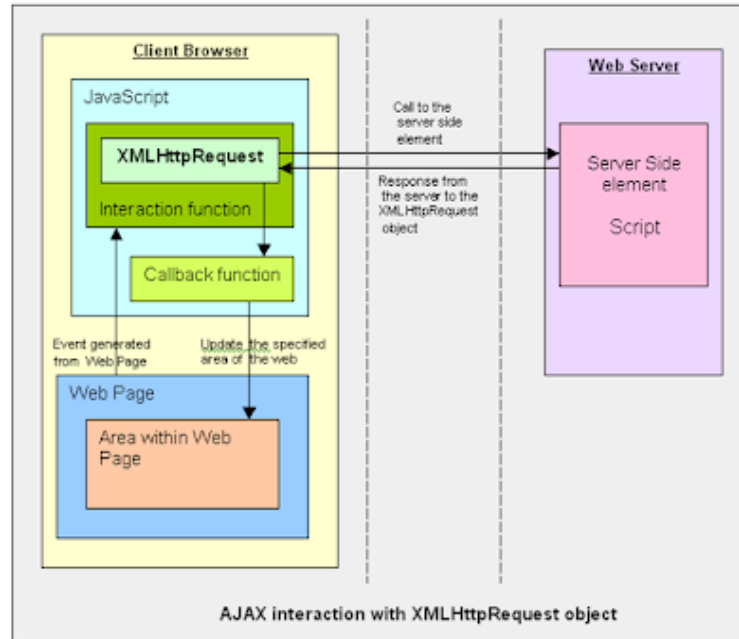 Client Browser
JavaScript
XMLHttpRequest
Interaction function
Callback function
Event generated
from Web Page
Update the specified
area of the web
Web Page
Area within Web
Page
Call to the
server side
element
Response from
the server to the
XMLHttpRequest
object
Web Server
Server Side
element
Script
AJAX interaction with XMLHttpRequest object